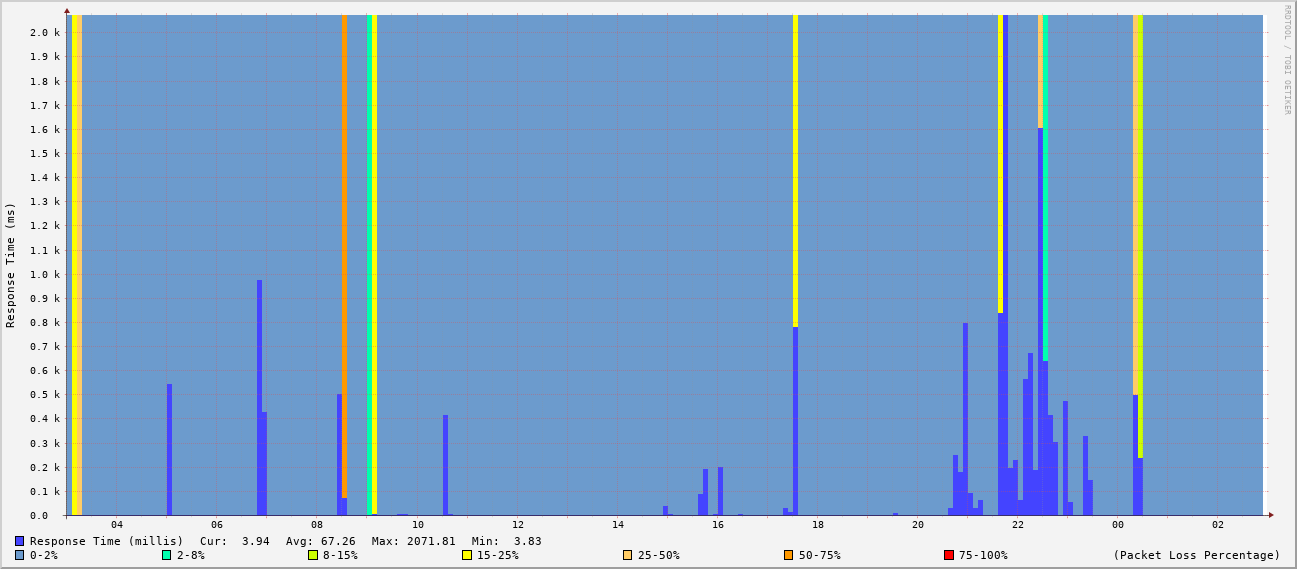 RRDTOOL / TOBI OETIKER
Response Time (ms)
2.0 k
1.9 k
1.8 k
1.7 k
1.6 k
1.5 k
1.4 k
1.3 k
1.2 k
1.1 k
1.0 k
0.9 k
0.8 k
0.7 k
0.6 k
0.5 k
0.4 k
0.3 k
0.2 k
0.1 k
0.0
04 06 08 10 12 14 16 18 20 22 00 02
Response Time (millis) Cur: 3.94 Avg: 67.26 Max: 2071.81 Min: 3.83
0-2% 2-8% 8-15% 15-25% 25-50% 50-75% 75-100% (Packet Loss Percentage)